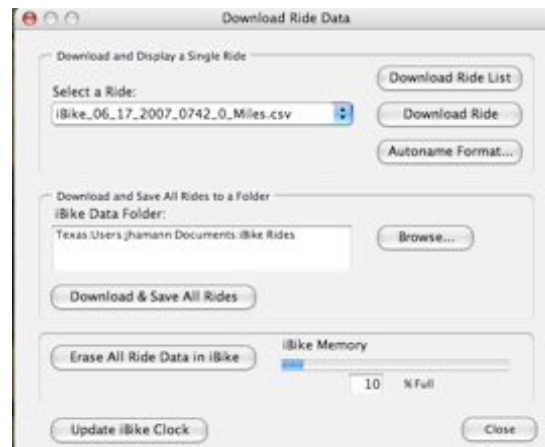 Download Ride Data
Download and Display a Single Ride
Download Ride List
Select a Ride:
iBike_06_17_2007_0742_0_Miles.csv
Download Ride
Autoname Format...
Download and Save All Rides to a Folder
iBike Data Folder:
Texas:Users:jhamann:Documents:iBike Rides
Browse...
Download & Save All Rides
iBike Memory
Erase All Ride Data in iBike
10 % Full
Update iBike Clock
Close